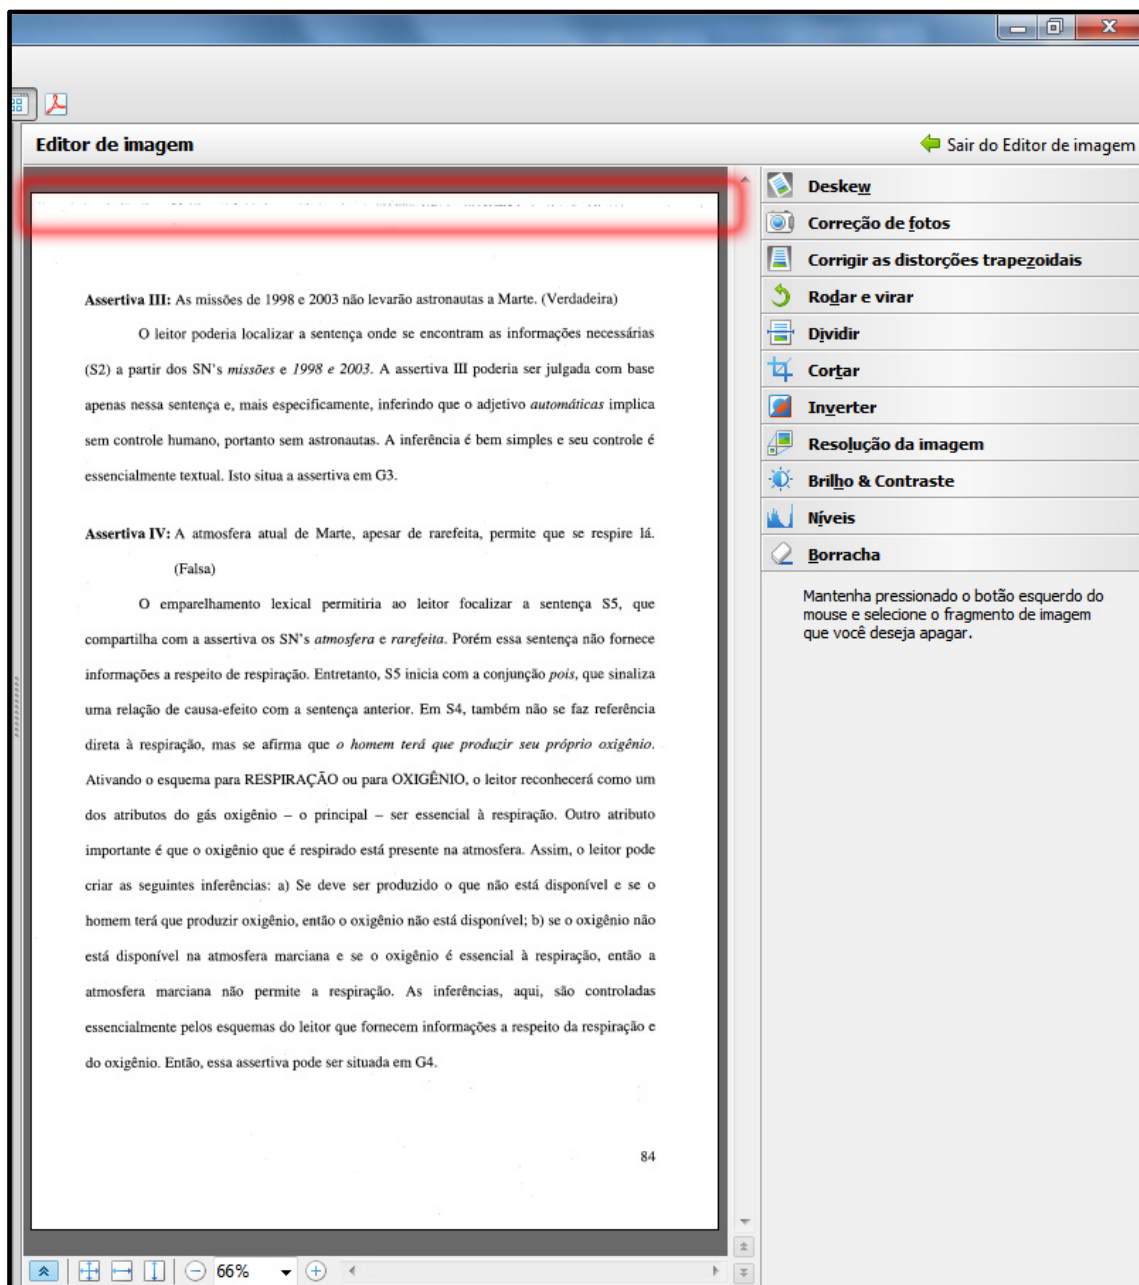 Editor de imagem
Sair do Editor de imagem
Assertiva III: As missões de 1998 e 2003 não levarão astronautas a Marte. (Verdadeira)
O leitor poderia localizar a sentença onde se encontram as informações necessárias
(S2) a partir dos SN's missões e 1998 e 2003. A assertiva III poderia ser julgada com base
apenas nessa sentença e, mais especificamente, inferindo que o adjetivo automáticas implica
sem controle humano, portanto sem astronautas. A inferência é bem simples e seu controle é
essencialmente textual. Isto situa a assertiva em G3.
Assertiva IV: A atmosfera atual de Marte, apesar de rarefeita, permite que se respire lá.
(Falsa)
O emparelhamento lexical permitiria ao leitor focalizar a sentença S5, que
compartilha com a assertiva os SN's atmosfera e rarefeita. Porém essa sentença não fornece
informações a respeito de respiração. Entretanto, S5 inicia com a conjunção pois, que sinaliza
uma relação de causa-efeito com a sentença anterior. Em S4, também não se faz referência
direta à respiração, mas se afirma que o homem terá que produzir seu próprio oxigênio.
Ativando o esquema para RESPIRAÇÃO ou para OXIGÊNIO, o leitor reconhecerá como um
dos atributos do gás oxigênio – o principal – ser essencial à respiração. Outro atributo
importante é que o oxigênio que é respirado está presente na atmosfera. Assim, o leitor pode
criar as seguintes inferências: a) Se deve ser produzido o que não está disponível e se o
homem terá que produzir oxigênio, então o oxigênio não está disponível; b) se o oxigênio não
está disponível na atmosfera marciana e se o oxigênio é essencial à respiração, então a
atmosfera marciana não permite a respiração. As inferências, aqui, são controladas
essencialmente pelos esquemas do leitor que fornecem informações a respeito da respiração e
do oxigênio. Então, essa assertiva pode ser situada em G4.
84
66%
Deskew
Correção de fotos
Corrigir as distorções trapezoidais
Rodar e virar
Dividir
Cortar
Inverter
Resolução da imagem
Brilho & Contraste
Níveis
Borracha
Mantenha pressionado o botão esquerdo do
mouse e selecione o fragmento de imagem
que você deseja apagar.